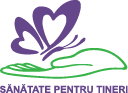 SĂNĂTATE PENTRU TINERI